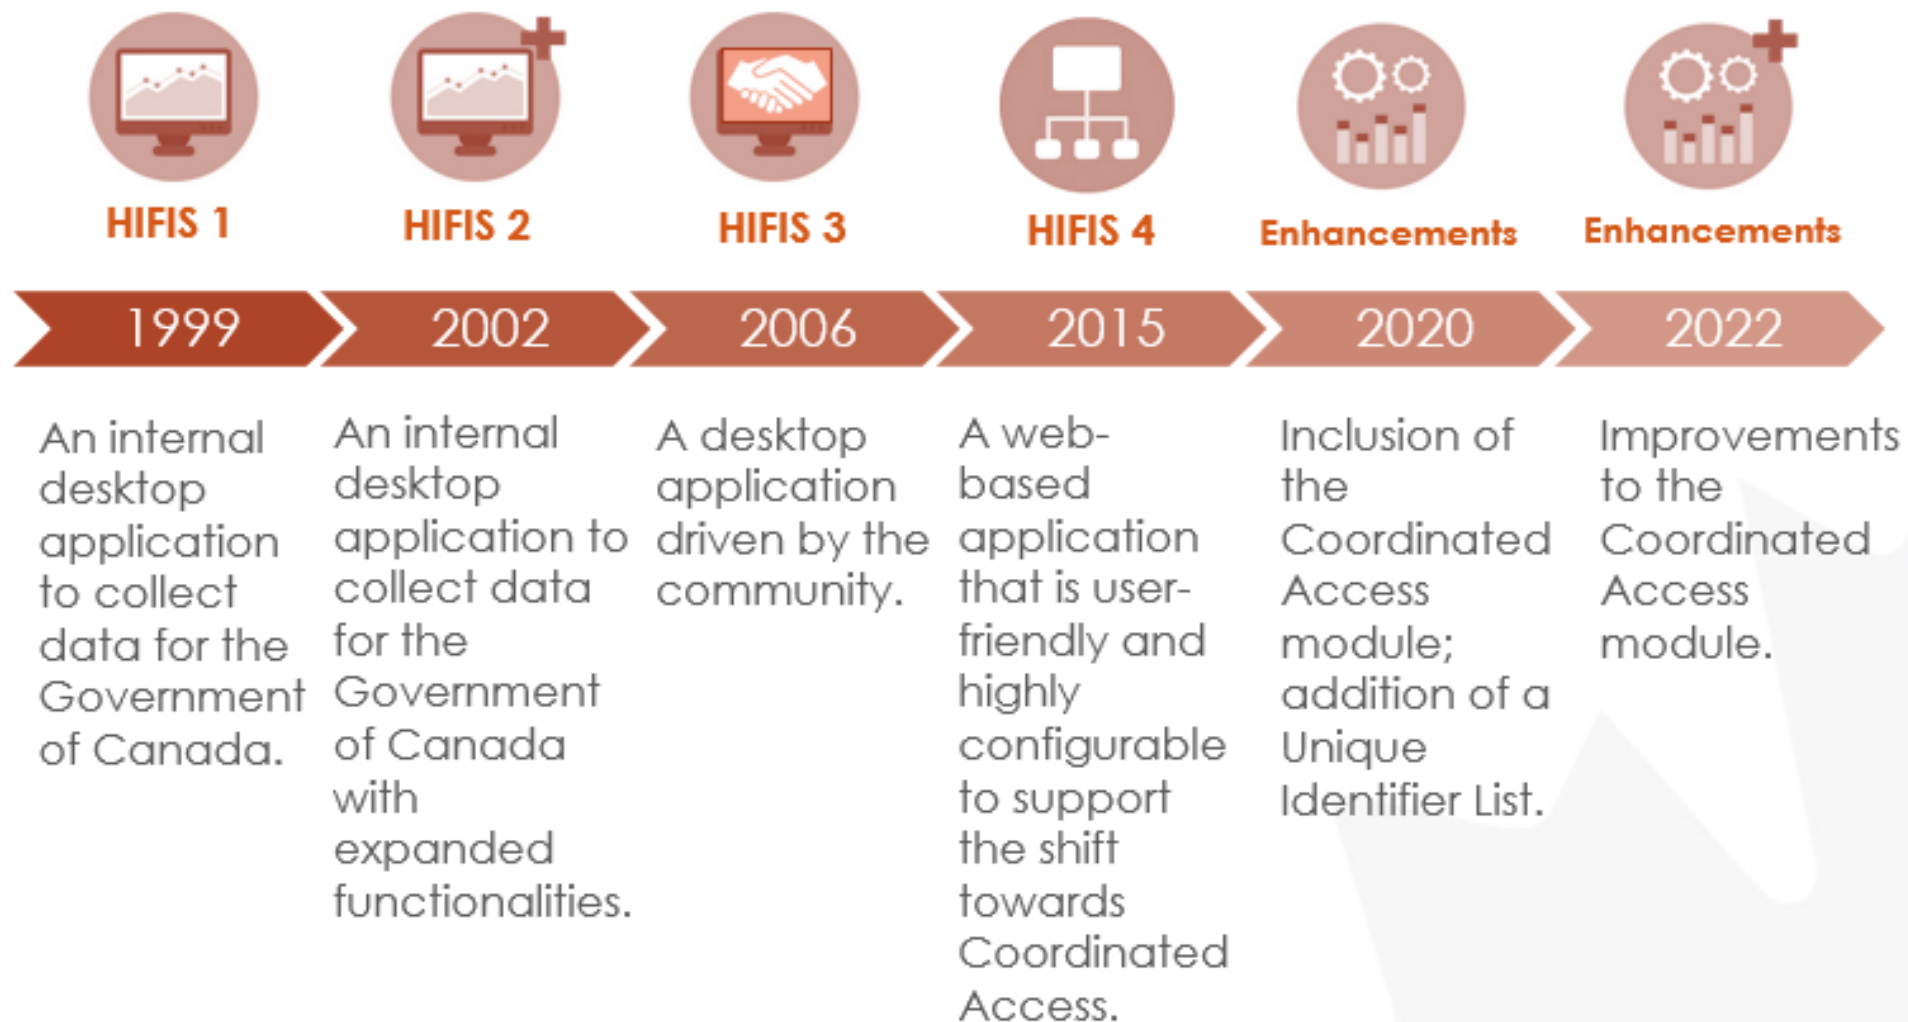 HIFIS 1
HIFIS 2
HIFIS 3
HIFIS 4
Enhancements
Enhancements
1999
2002
2006
2015
2020
2022
An internal
desktop
application
to collect
data for the
Government
of Canada.
An internal
desktop
application to
collect data
for the
Government
of Canada
with
expanded
functionalities.
A desktop
application
driven by the
community.
A web-
based
application
that is user-
friendly and
highly
configurable
to support
the shift
towards
Coordinated
Access.
Inclusion of
the
Coordinated
Access
module;
addition of a
Unique
Identifier List.
Improvements
to the
Coordinated
Access
module.